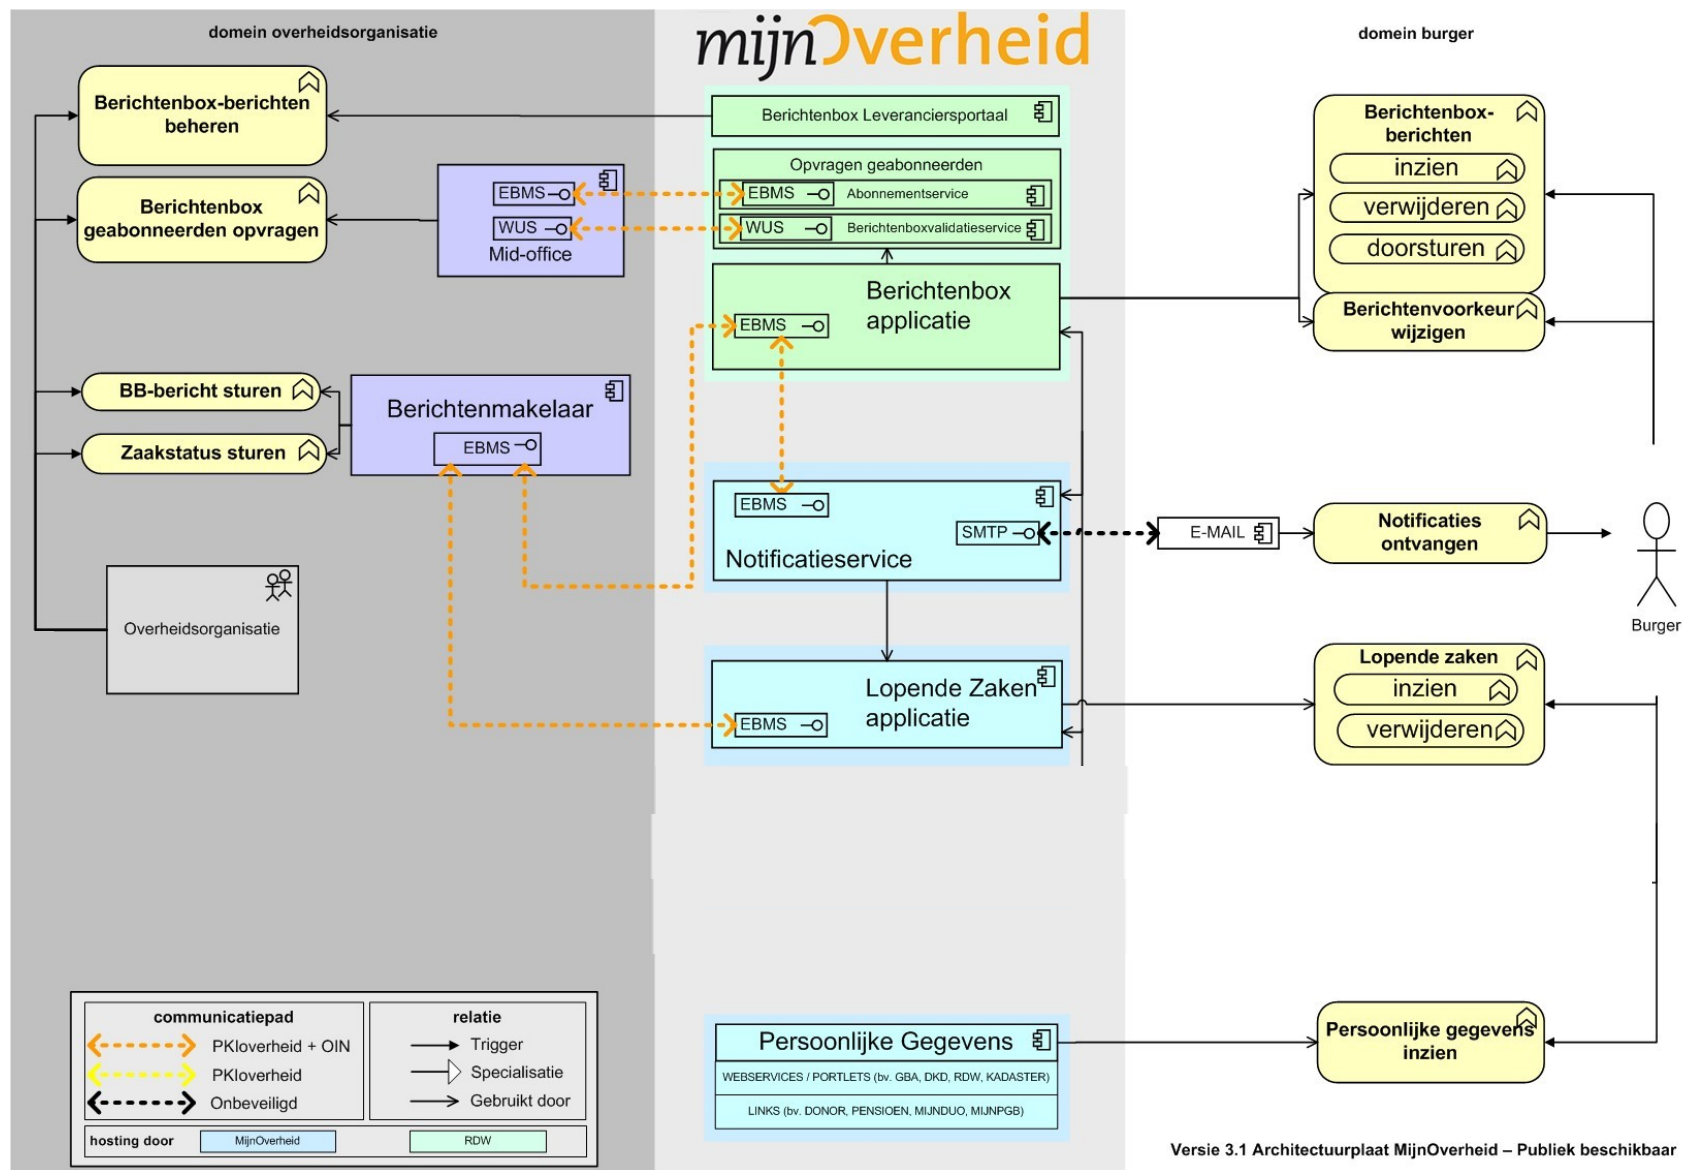 domein overheidsorganisatie
mijnOverheid
domein burger
Berichtenbox-berichten
beheren
Berichtenbox
geabonneerden opvragen
EBMS
WUS
Mid-office
BB-bericht sturen
Zaakstatus sturen
Berichtenmakelaar
EBMS
Overheidsorganisatie
Berichtenbox Leveranciersportaal
Opvragen geabonneerden
EBMS
Abonnementservice
WUS
Berichtenboxvalidatieservice
Berichtenbox
applicatie
EBMS
EBMS
SMTP
Notificatieservice
Lopende Zaken
applicatie
EBMS
Persoonlijke Gegevens
WEBSERVICES / PORTLETS (bv. GBA, DKD, RDW, KADASTER)
LINKS (bv. DONOR, PENSIOEN, MIJNDUO, MIJNPGB)
Berichtenbox-
berichten
inzien
verwijderen
doorsturen
Berichtenvoorkeur
wijzigen
E-MAIL
Notificaties
ontvangen
Burger
Lopende zaken
inzien
verwijderen
Persoonlijke gegevens
inzien
communicatiepad
PKIoverheid + OIN
PKIoverheid
Onbeveiligd
relatie
Trigger
Specialisatie
Gebruikt door
hosting door
MijnOverheid
RDW
Versie 3.1 Architectuurplaat MijnOverheid – Publiek beschikbaar